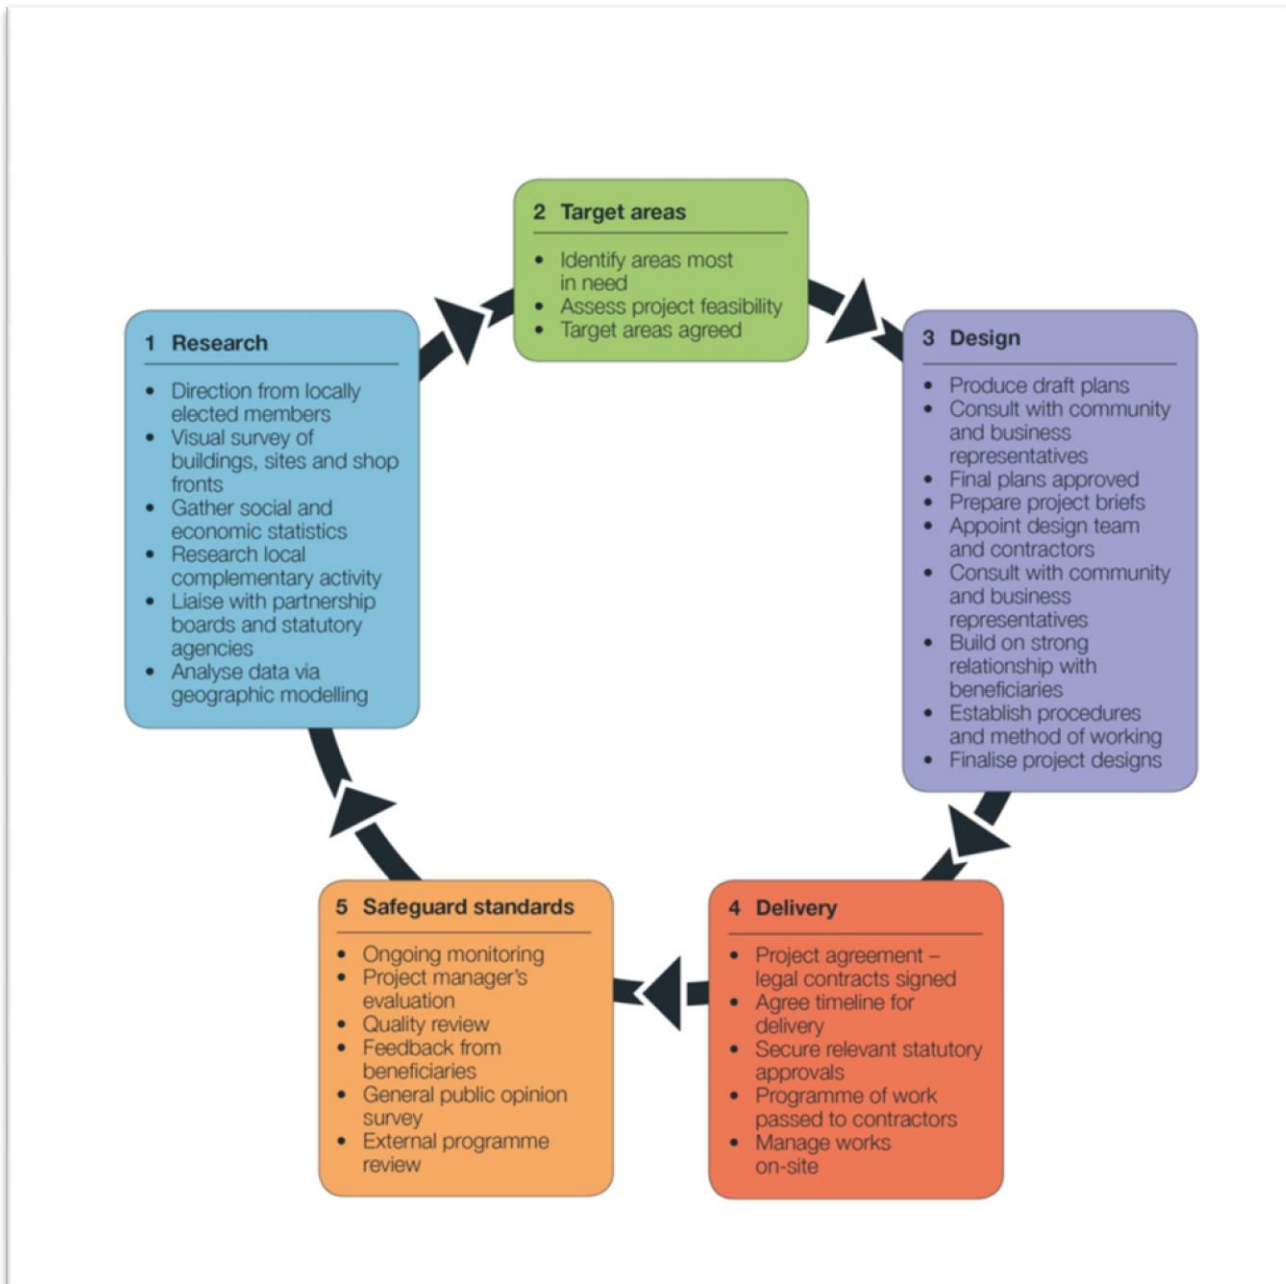 1 Research
• Direction from locally
elected members
• Visual survey of
buildings, sites and shop
fronts
• Gather social and
economic statistics
• Research local
complementary activity
• Liaise with partnership
boards and statutory
agencies
• Analyse data via
geographic modelling
2 Target areas
• Identify areas most
in need
• Assess project feasibility
• Target areas agreed
3 Design
• Produce draft plans
• Consult with community
and business
representatives
• Final plans approved
• Prepare project briefs
• Appoint design team
and contractors
• Consult with community
and business
representatives
• Build on strong
relationship with
beneficiaries
• Establish procedures
and method of working
• Finalise project designs
4 Delivery
• Project agreement –
legal contracts signed
• Agree timeline for
delivery
• Secure relevant statutory
approvals
• Programme of work
passed to contractors
• Manage works
on-site
5 Safeguard standards
• Ongoing monitoring
• Project manager's
evaluation
• Quality review
• Feedback from
beneficiaries
• General public opinion
survey
• External programme
review